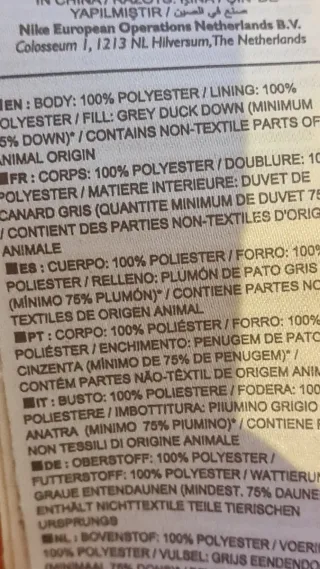 YAPILMIŞTIR / صنع في الصين /
Nike European Operations Netherlands B.V.
Colosseum 1, 1213 NL Hilversum, The Netherlands
■EN : BODY: 100% POLYESTER / LINING: 100%
POLYESTER / FILL: GREY DUCK DOWN (MINIMUM
75% DOWN)* / CONTAINS NON-TEXTILE PARTS OF
ANIMAL ORIGIN
■FR : CORPS: 100% POLYESTER / DOUBLURE: 10
POLYESTER / MATIERE INTERIEURE: DUVET DE
CANARD GRIS (QUANTITE MINIMUM DE DUVET 75
/ CONTIENT DES PARTIES NON-TEXTILES D'ORIG
ANIMALE
■ES : CUERPO: 100% POLIÉSTER / FORRO: 100%
POLIÉSTER / RELLENO: PLUMÓN DE PATO GRIS
(MÍNIMO 75% PLUMÓN)* / CONTIENE PARTES NO
TEXTILES DE ORIGEN ANIMAL
■PT : CORPO: 100% POLIÉSTER / FORRO: 100%
POLIÉSTER / ENCHIMENTO: PENUGEM DE PATO
CINZENTA (MÍNIMO DE 75% DE PENUGEM)* /
CONTÉM PARTES NÃO-TÊXTIL DE ORIGEM ANIM
■IT : BUSTO: 100% POLIESTERE / FODERA: 100
POLIESTERE / IMBOTTITURA: PIIUMINO GRIGIO
ANATRA (MINIMO 75% PIUMINO)* / CONTIENE P
NON TESSILI DI ORIGINE ANIMALE
■DE : OBERSTOFF: 100% POLYESTER /
FUTTERSTOFF: 100% POLYESTER / WATTIERUN
GRAUE ENTENDAUNEN (MINDEST. 75% DAUNE
ENTHÄLT NICHTTEXTILE TEILE TIERISCHEN
URSPRUNGS
■NL : BOVENSTOF: 100% POLYESTER / VOERI
100% POLYESTER / VULSEL: GRIJS EENDENDO